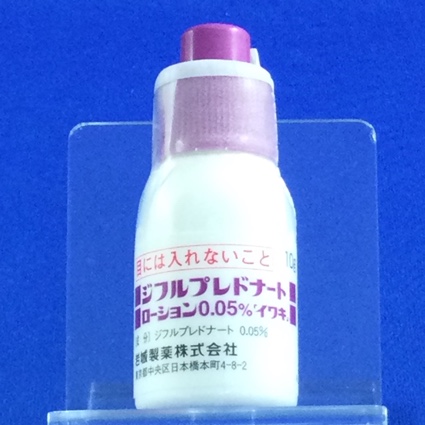 目には入れないこと 10g
ジフルプレドナート
ローション0.05%「イワキ」
成分 ジフルプレドナート 0.05%
岩城製薬株式会社
東京都中央区日本橋本町4-8-2